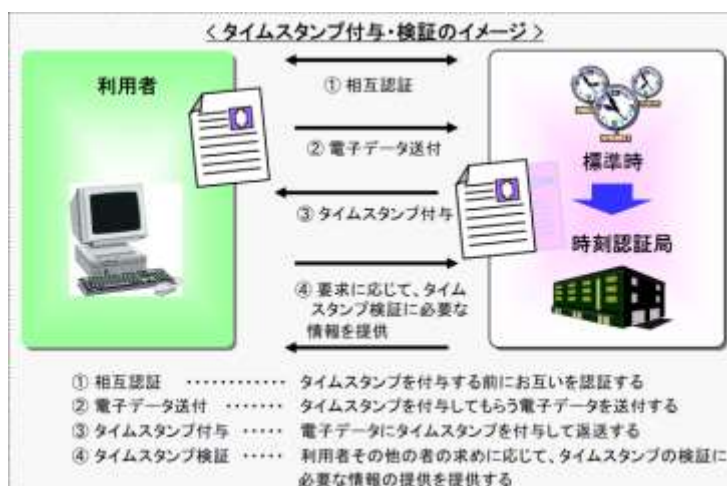 < タイムスタンプ付与・検証のイメージ >
利用者
① 相互認証
② 電子データ送付
③ タイムスタンプ付与
④ 要求に応じて、タイム
スタンプ検証に必要な
情報を提供
標準時
時刻認証局
① 相互認証 ············ タイムスタンプを付与する前にお互いを認証する
② 電子データ送付 ······· タイムスタンプを付与してもらう電子データを送付する
③ タイムスタンプ付与 ····· 電子データにタイムスタンプを付与して返送する
④ タイムスタンプ検証 ····· 利用者その他の者の求めに応じて、タイムスタンプの検証に
必要な情報の提供を提供する